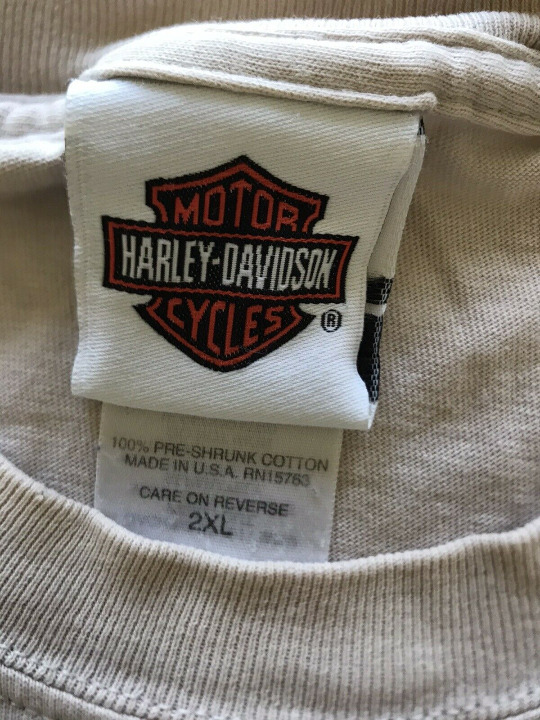 MOTOR
HARLEY-DAVIDSON
CYCLES
®
100% PRE-SHRUNK COTTON
MADE IN U.S.A. RN15763
CARE ON REVERSE
2XL